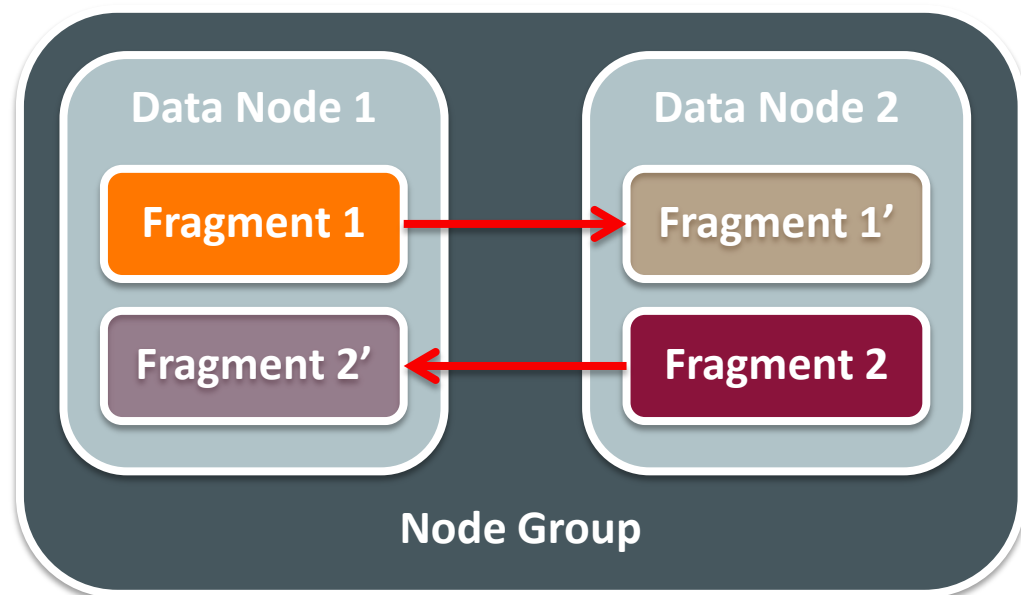 Data Node 1
Data Node 2
Fragment 1
Fragment 1’
Fragment 2’
Fragment 2
Node Group